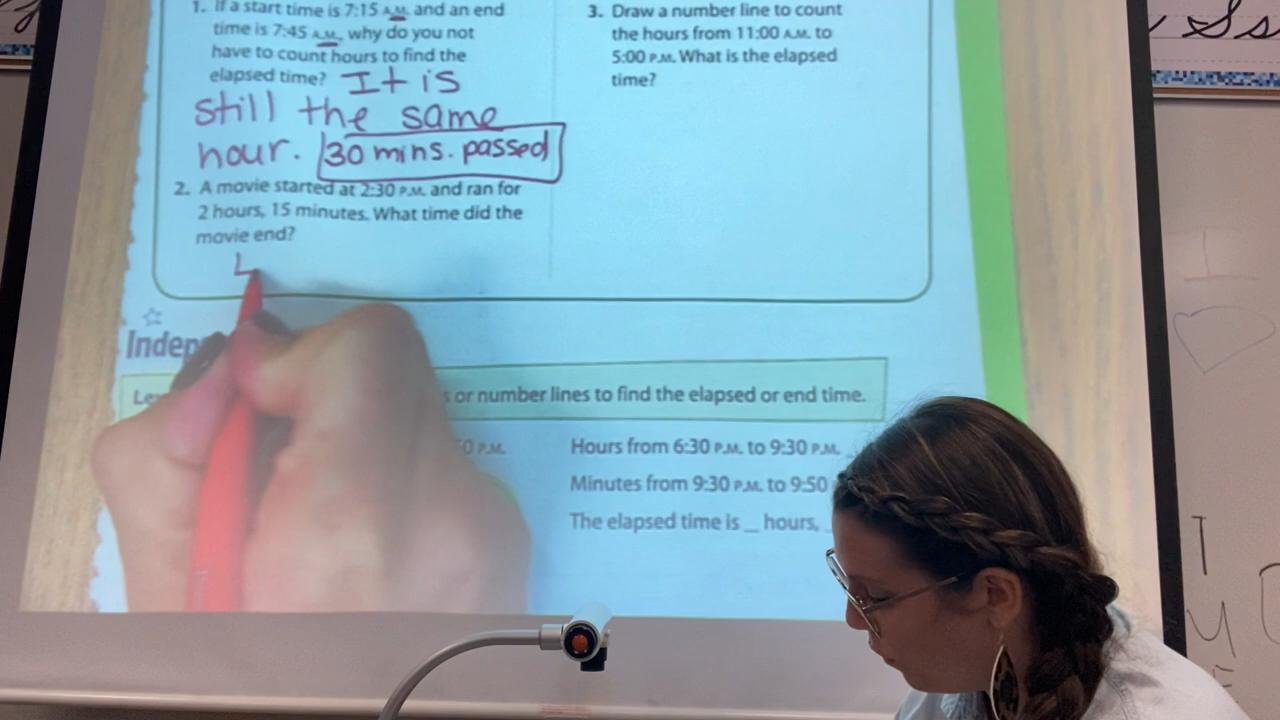 1. If a start time is 7:15 A.M. and an end
time is 7:45 A.M., why do you not
have to count hours to find the
elapsed time? It is
still the same
hour. 30 mins. passed
2. A movie started at 2:30 P.M. and ran for
2 hours, 15 minutes. What time did the
movie end?
3. Draw a number line to count
the hours from 11:00 A.M. to
5:00 P.M. What is the elapsed
time?
or number lines to find the elapsed or end time.
P.M.
Hours from 6:30 P.M. to 9:30 P.M.
Minutes from 9:30 P.M. to 9:50
The elapsed time is _ hours,
Ss